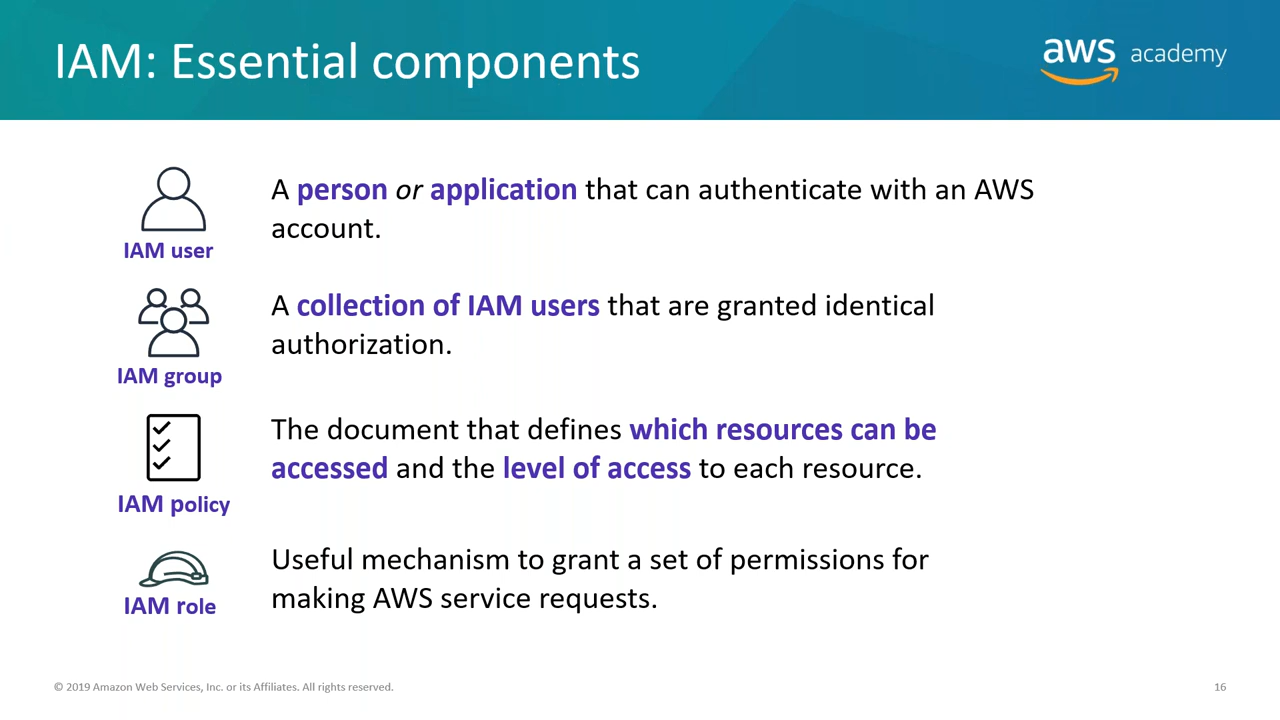 IAM: Essential components
aws academy
A person or application that can authenticate with an AWS
account.
IAM user
A collection of IAM users that are granted identical
authorization.
IAM group
The document that defines which resources can be
accessed and the level of access to each resource.
IAM policy
Useful mechanism to grant a set of permissions for
making AWS service requests.
IAM role
© 2019 Amazon Web Services, Inc. or its Affiliates. All rights reserved.
16